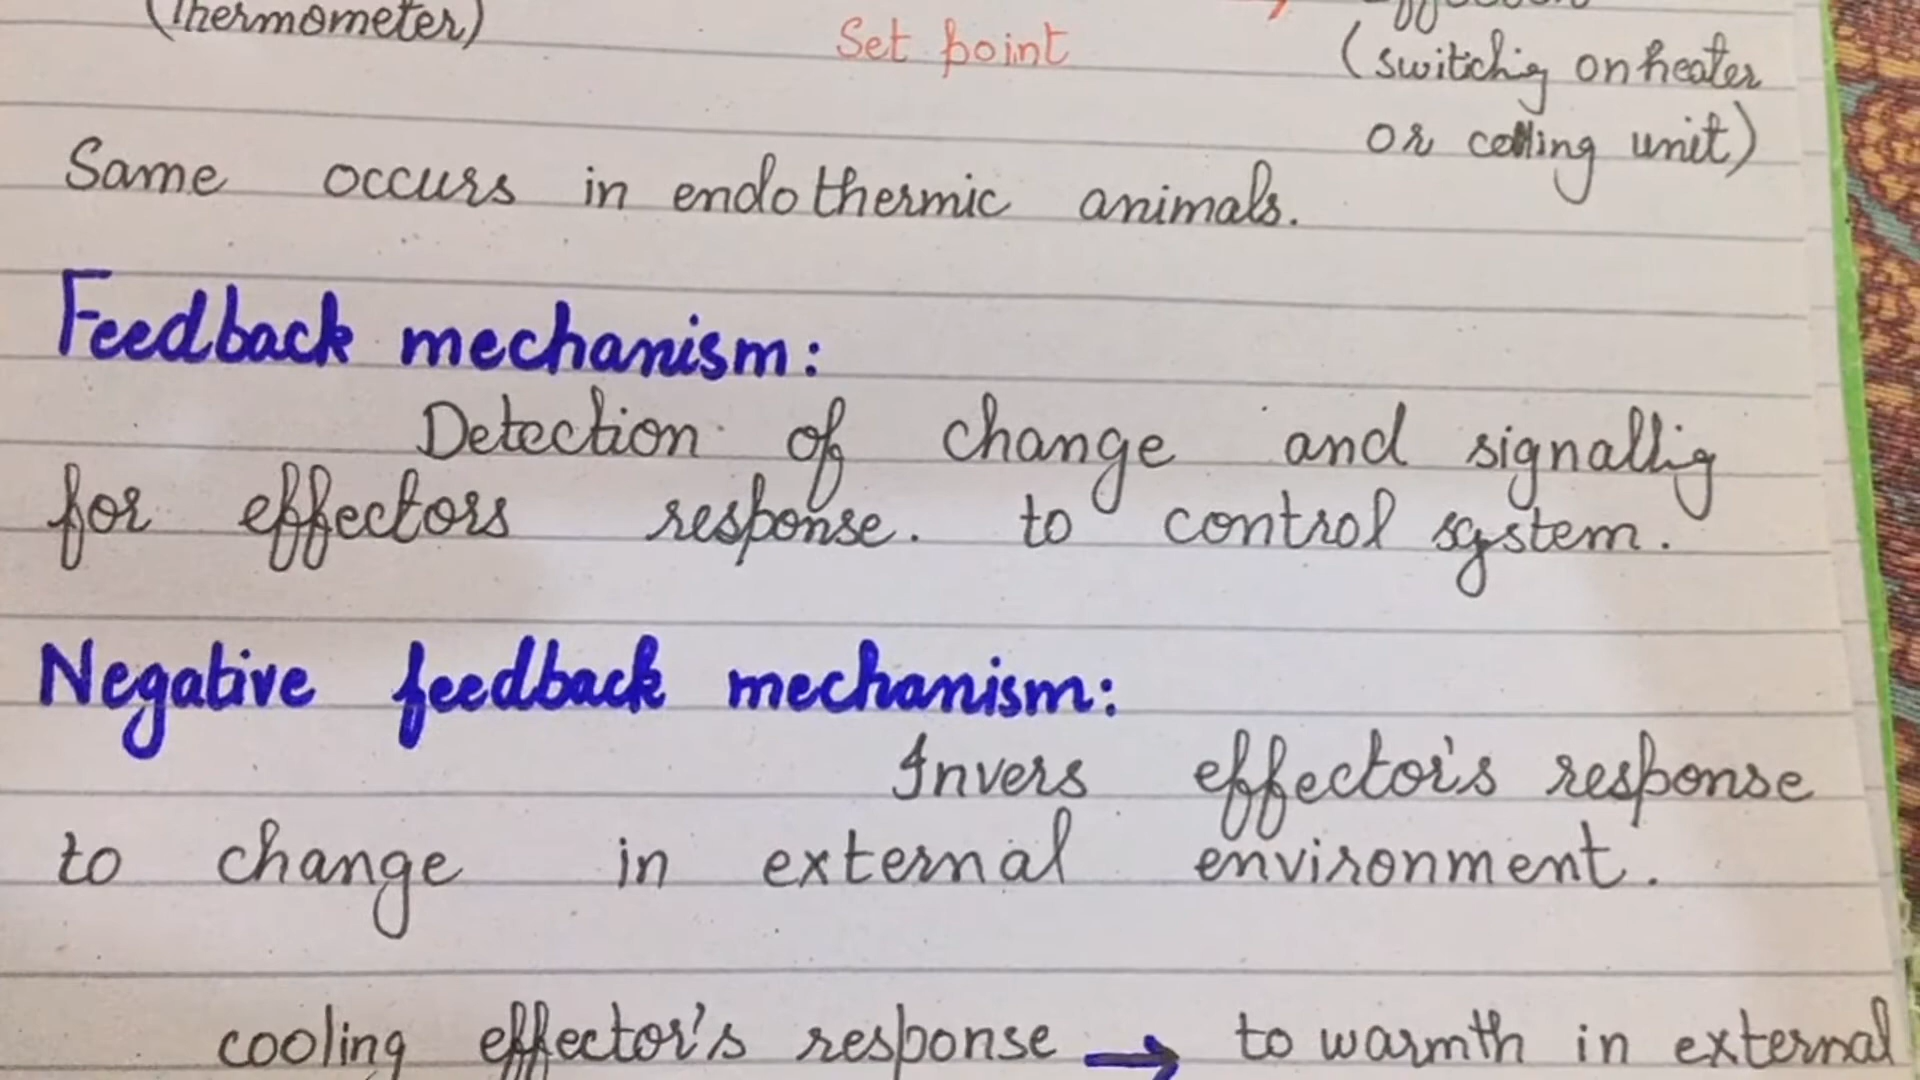 (Thermometer)
Set point
(switichig on heater
or colling unit)
Same occurs in endothermic animals.
Feedback mechanism:
Detection of change and signallig
for effectors response. to control system.
Negative feedback mechanism:
Invers effector's response
to change in external environment.
cooling effector's response → to warmth in external